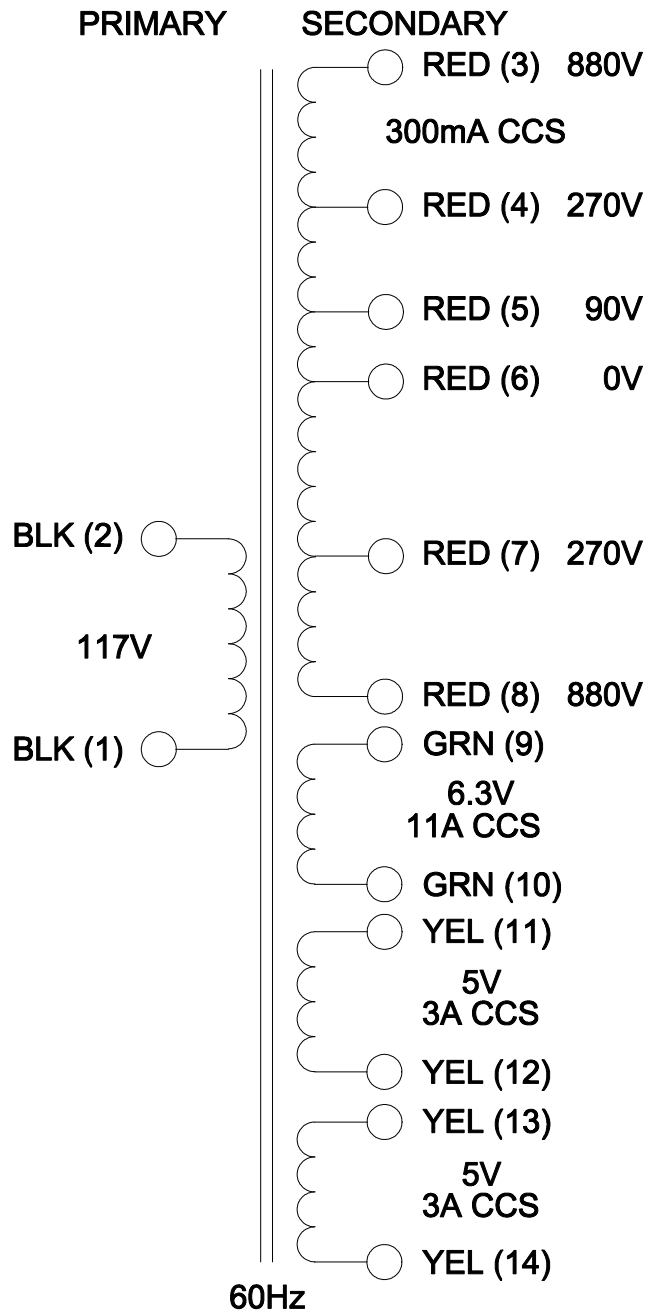 PRIMARY SECONDARY
RED (3) 880V
300mA CCS
RED (4) 270V
RED (5) 90V
RED (6) 0V
BLK (2)
RED (7) 270V
117V
RED (8) 880V
BLK (1)
GRN (9)
6.3V
11A CCS
GRN (10)
YEL (11)
5V
3A CCS
YEL (12)
YEL (13)
5V
3A CCS
YEL (14)
60Hz